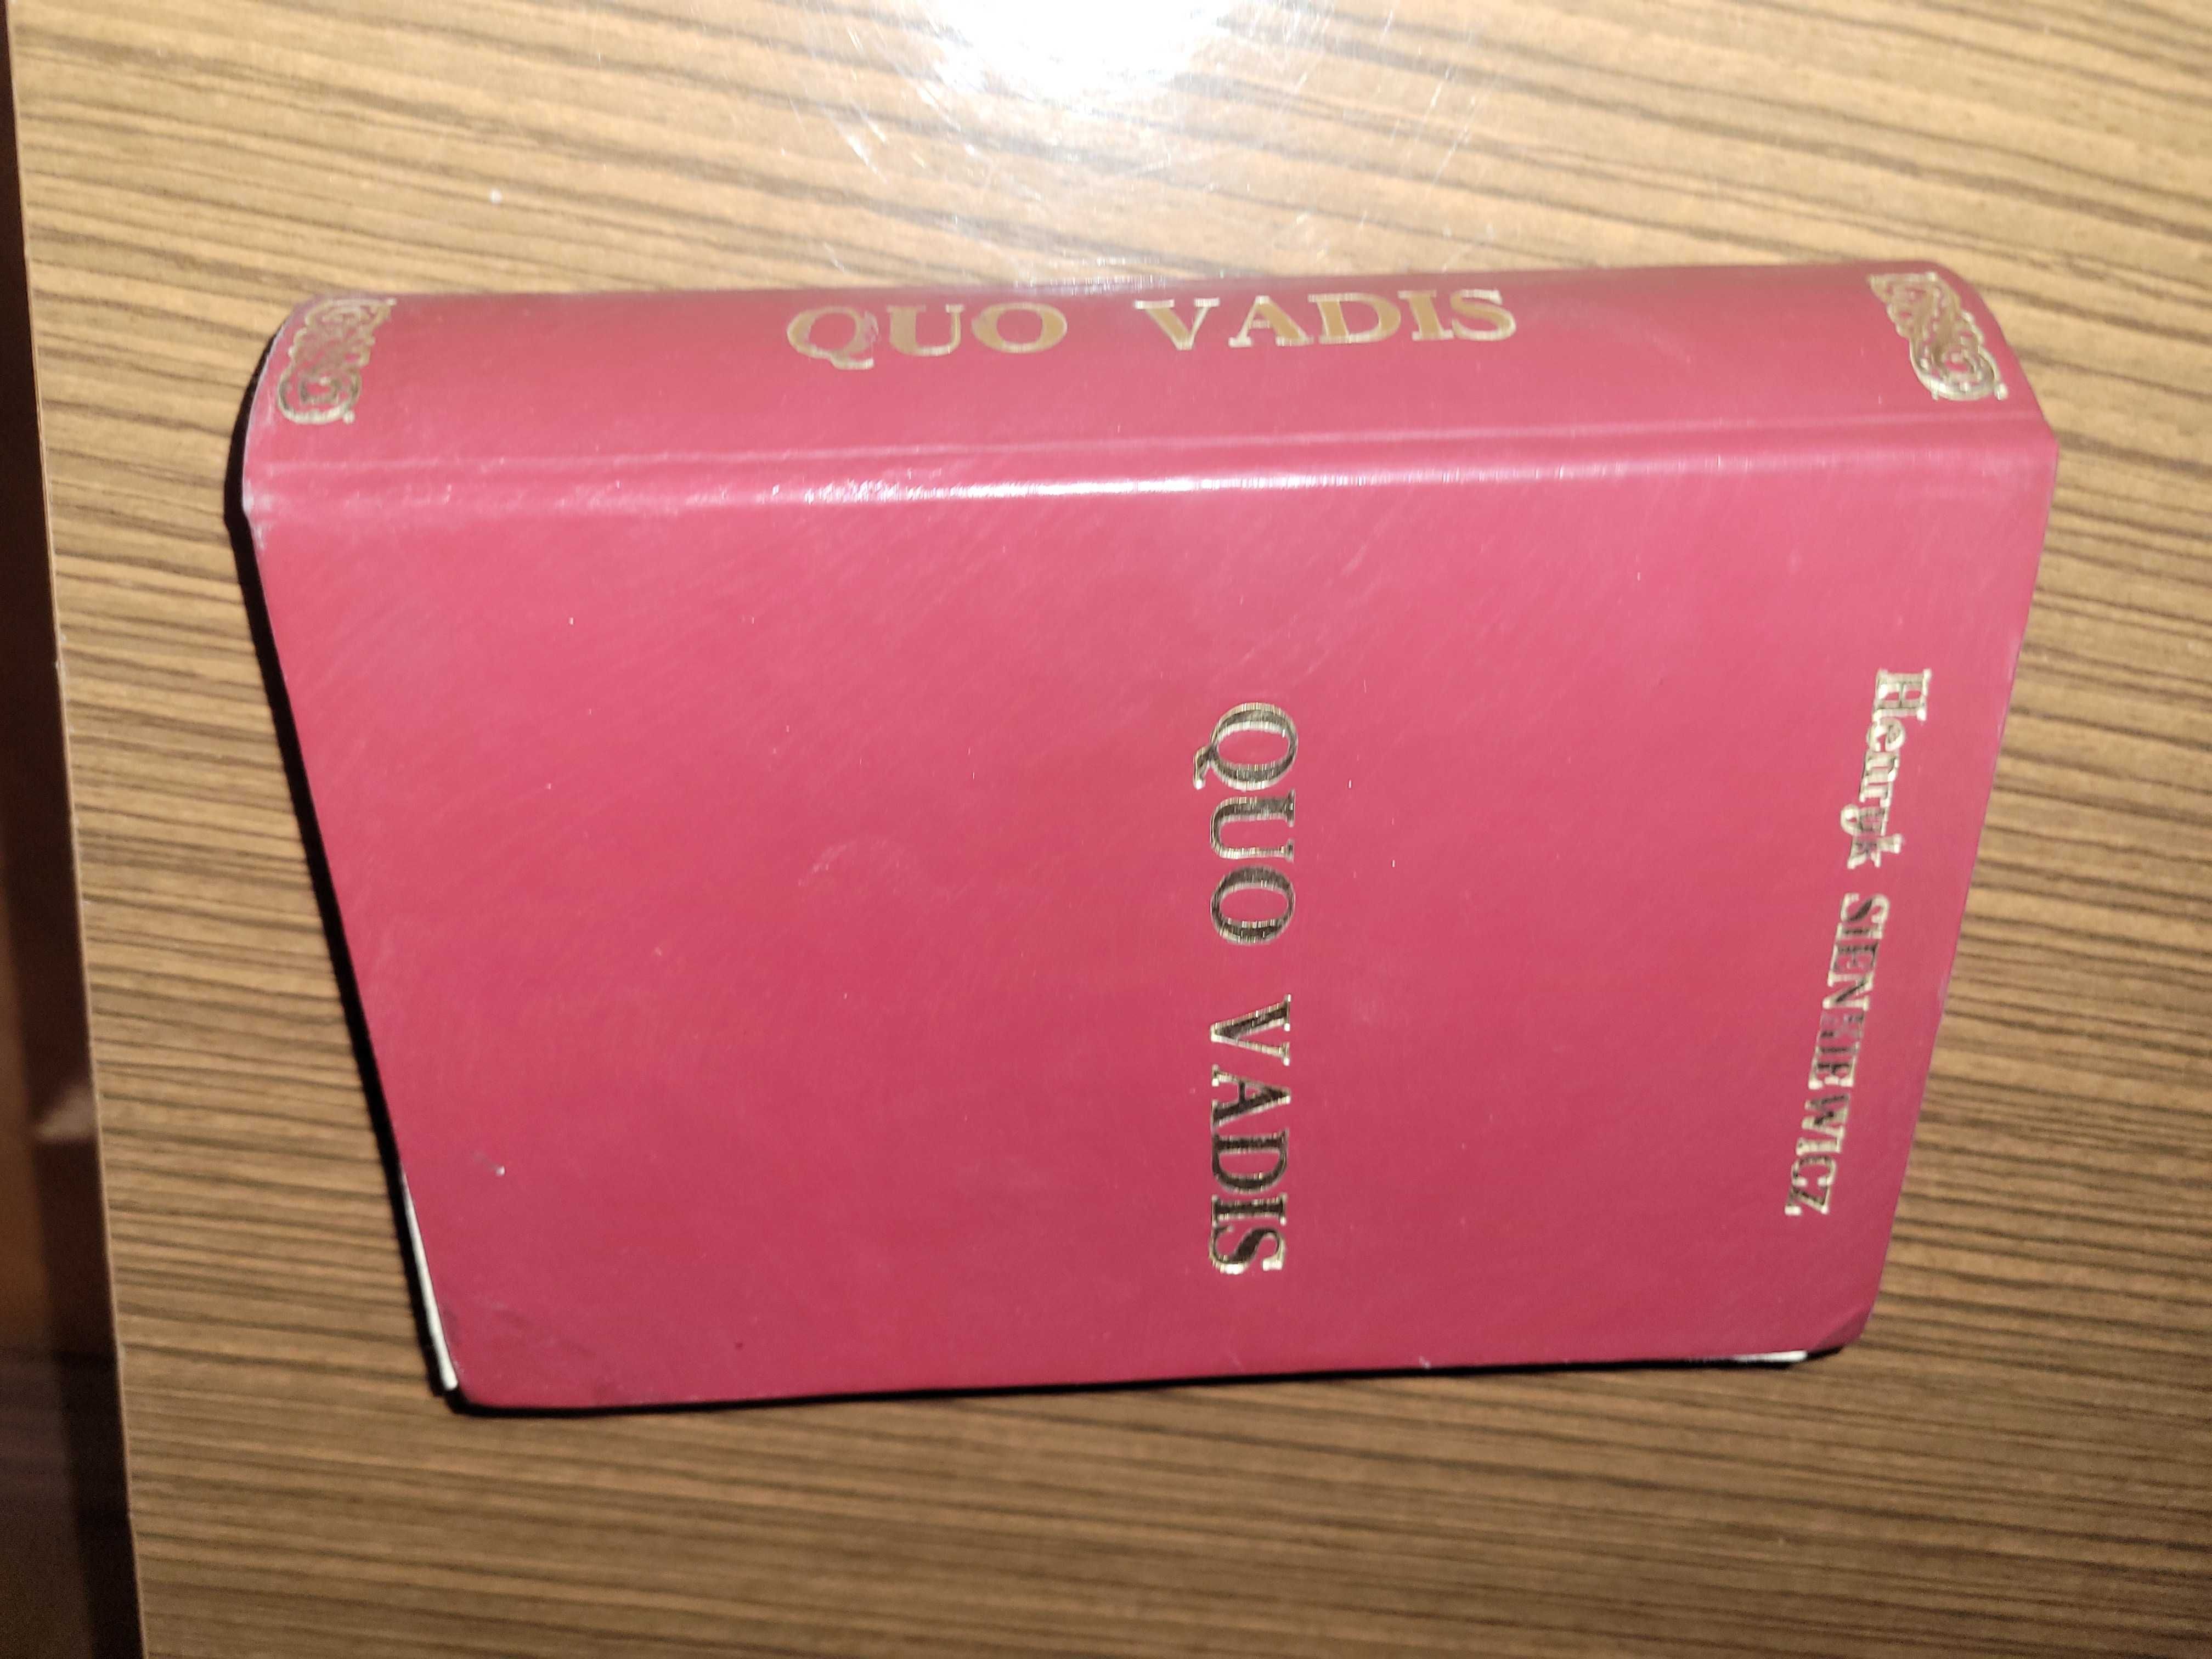 QUO VADIS
Henryk SIENKIEWICZ
QUO VADIS